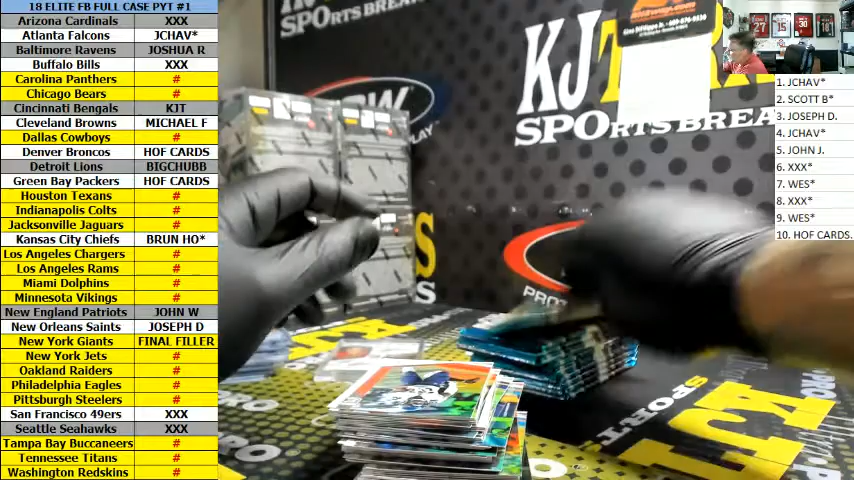 18 ELITE FB FULL CASE PYT #1
Arizona Cardinals XXX
Atlanta Falcons JCHAV*
Baltimore Ravens JOSHUA R
Buffalo Bills XXX
Carolina Panthers #
Chicago Bears #
Cincinnati Bengals KJT
Cleveland Browns MICHAEL F
Dallas Cowboys #
Denver Broncos HOF CARDS
Detroit Lions BIGCHUBB
Green Bay Packers HOF CARDS
Houston Texans #
Indianapolis Colts #
Jacksonville Jaguars #
Kansas City Chiefs BRUN HO*
Los Angeles Chargers #
Los Angeles Rams #
Miami Dolphins #
Minnesota Vikings #
New England Patriots JOHN W
New Orleans Saints JOSEPH D
New York Giants FINAL FILLER
New York Jets #
Oakland Raiders #
Philadelphia Eagles #
Pittsburgh Steelers #
San Francisco 49ers XXX
Seattle Seahawks XXX
Tampa Bay Buccaneers #
Tennessee Titans #
Washington Redskins #
KJT
SPORTS BREA
SPORTS BREAK
PRO
KJ
1. JCHAV*
2. SCOTT B*
3. JOSEPH D.
4. JCHAV*
5. JOHN J.
6. XXX*
7. WES*
8. XXX*
9. WES*
10. HOF CARDS.